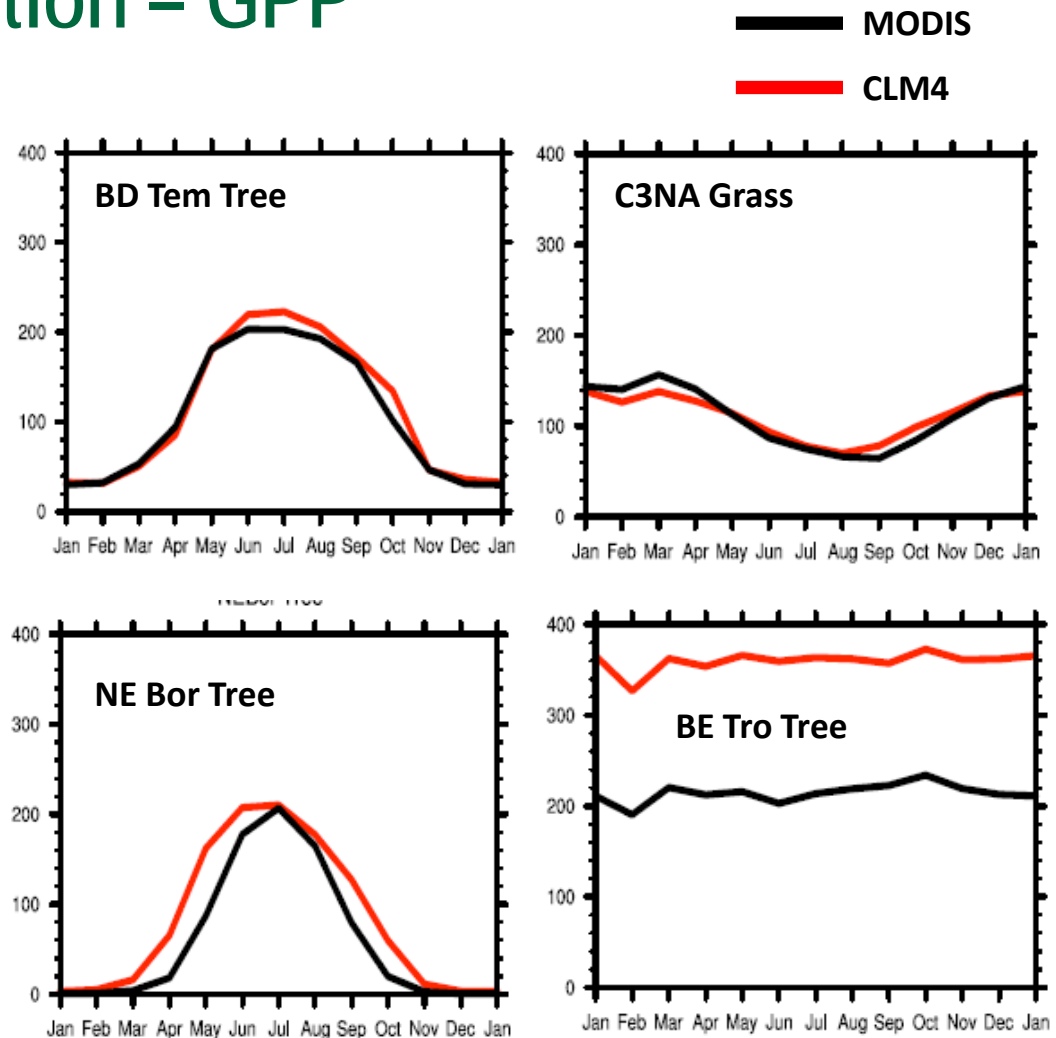 tion = GPP
MODIS
CLM4
BD Tem Tree
400
300
200
100
0
Jan Feb Mar Apr May Jun Jul Aug Sep Oct Nov Dec Jan
C3NA Grass
400
300
200
100
0
Jan Feb Mar Apr May Jun Jul Aug Sep Oct Nov Dec Jan
NE Bor Tree
400
300
200
100
0
Jan Feb Mar Apr May Jun Jul Aug Sep Oct Nov Dec Jan
BE Tro Tree
400
300
200
100
0
Jan Feb Mar Apr May Jun Jul Aug Sep Oct Nov Dec Jan